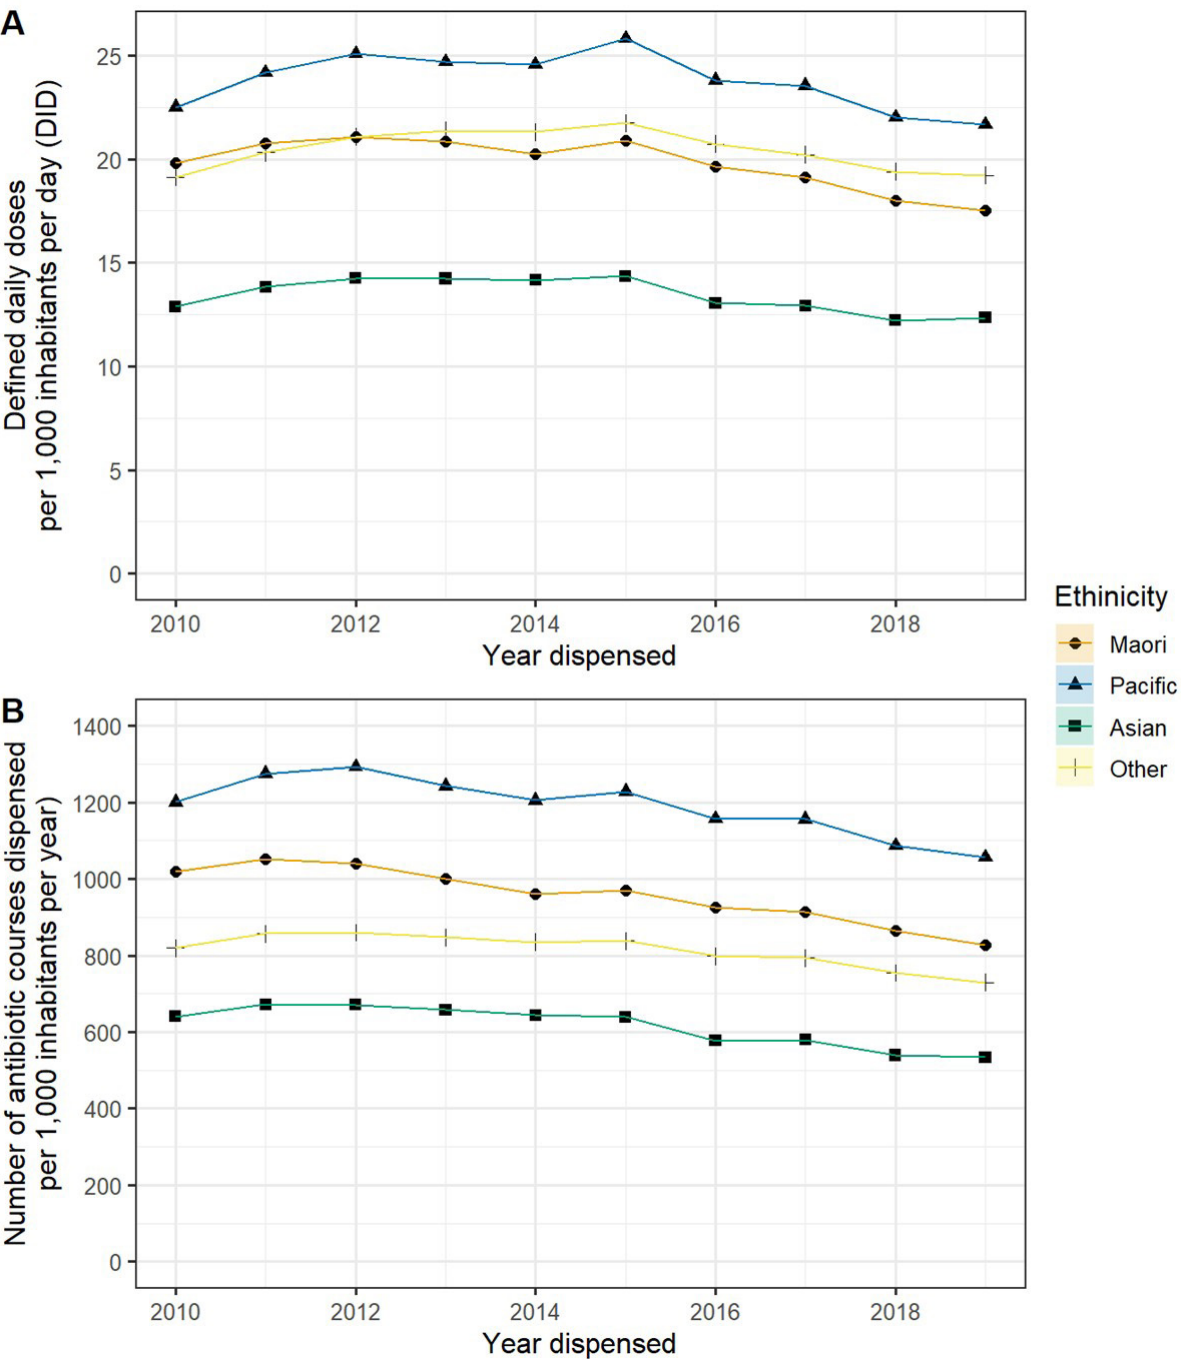 A
Defined daily doses
per 1,000 inhabitants per day (DID)
25
20
15
10
5
0
2010 2012 2014 2016 2018
Year dispensed
Ethinicity
Maori
Pacific
Asian
Other
B
Number of antibiotic courses dispensed
per 1,000 inhabitants per year)
1400
1200
1000
800
600
400
200
0
2010 2012 2014 2016 2018
Year dispensed